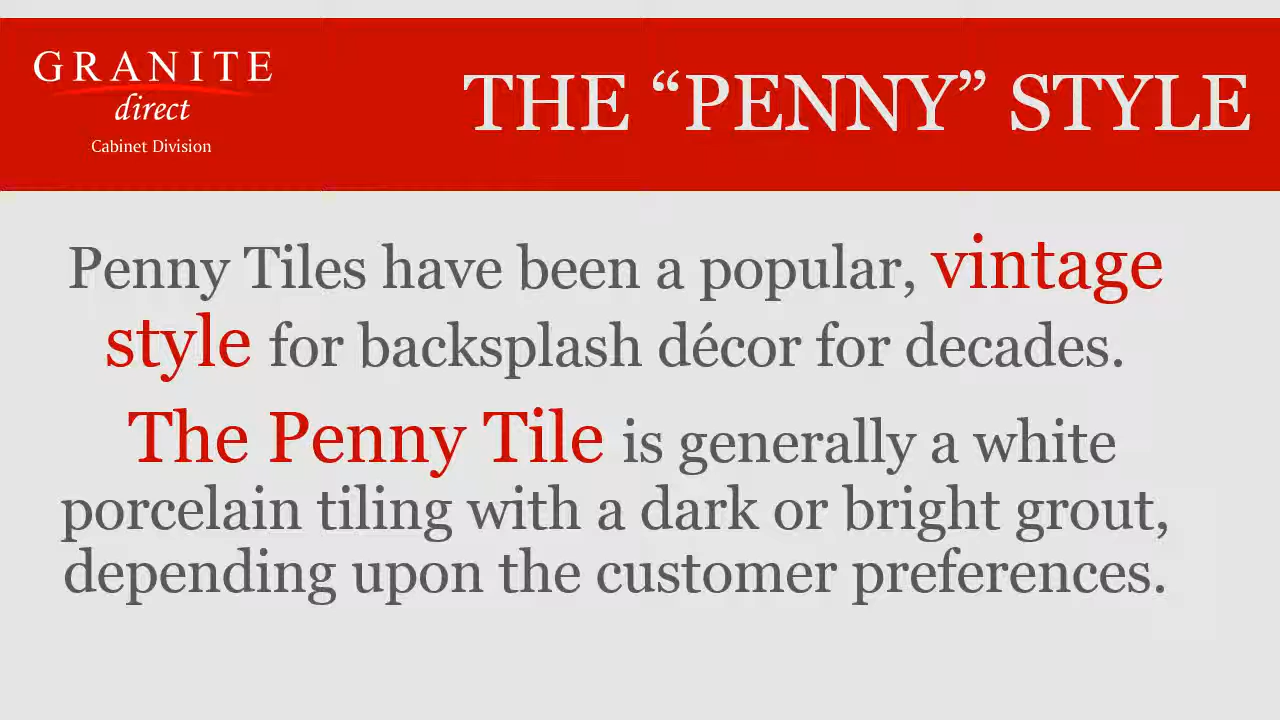 GRANITE
direct
Cabinet Division
THE “PENNY” STYLE
Penny Tiles have been a popular, vintage
style for backsplash décor for decades.
The Penny Tile is generally a white
porcelain tiling with a dark or bright grout,
depending upon the customer preferences.